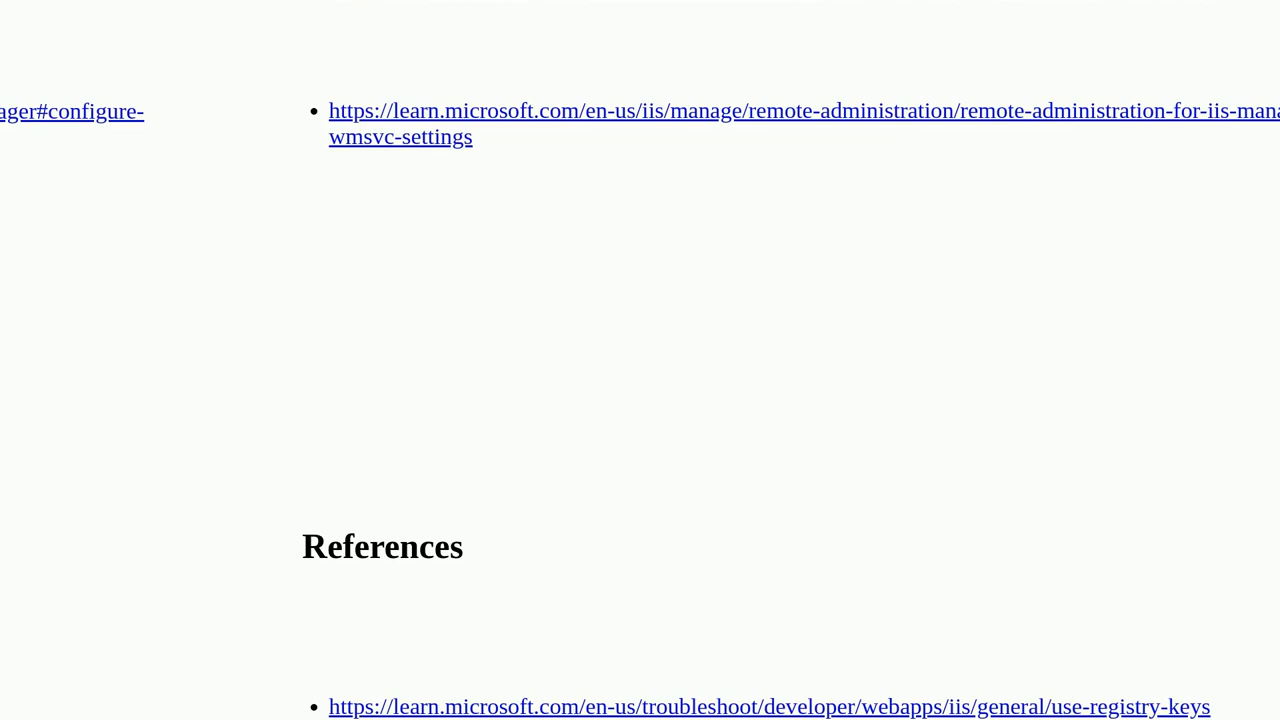 ager#configure-
https://learn.microsoft.com/en-us/iis/manage/remote-administration/remote-administration-for-iis-mana
wmsvc-settings
References
https://learn.microsoft.com/en-us/troubleshoot/developer/webapps/iis/general/use-registry-keys